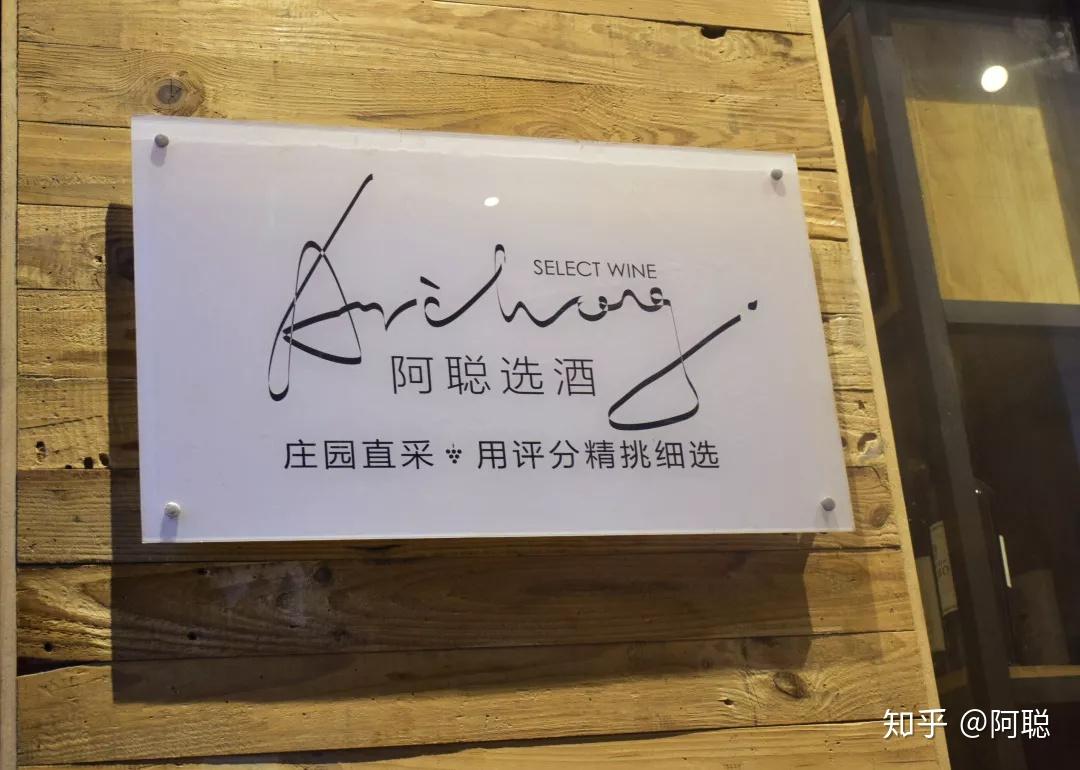 SELECT WINE
Archong.
阿聪选酒
庄园直采 用评分精挑细选
知乎 @阿聪